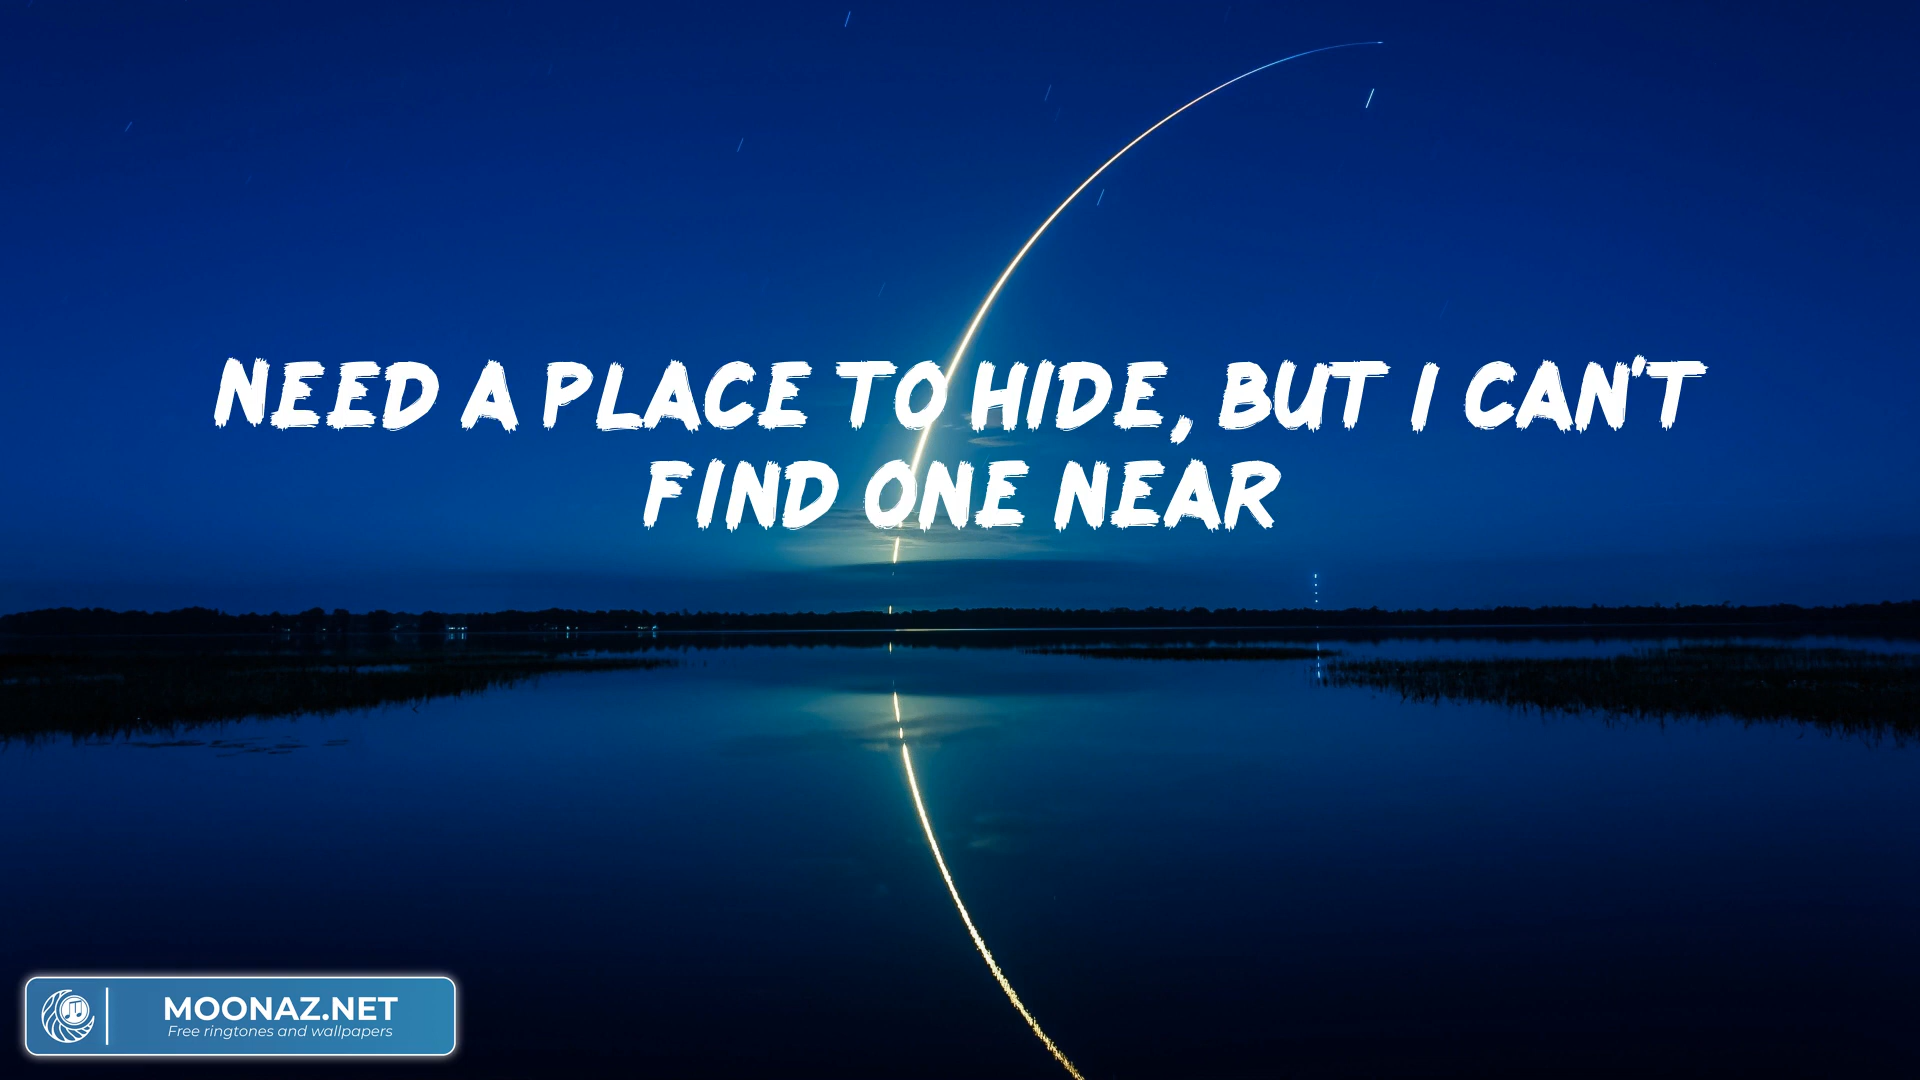 NEED A PLACE TO HIDE, BUT I CAN'T
FIND ONE NEAR
MOONAZ.NET
Free ringtones and wallpapers